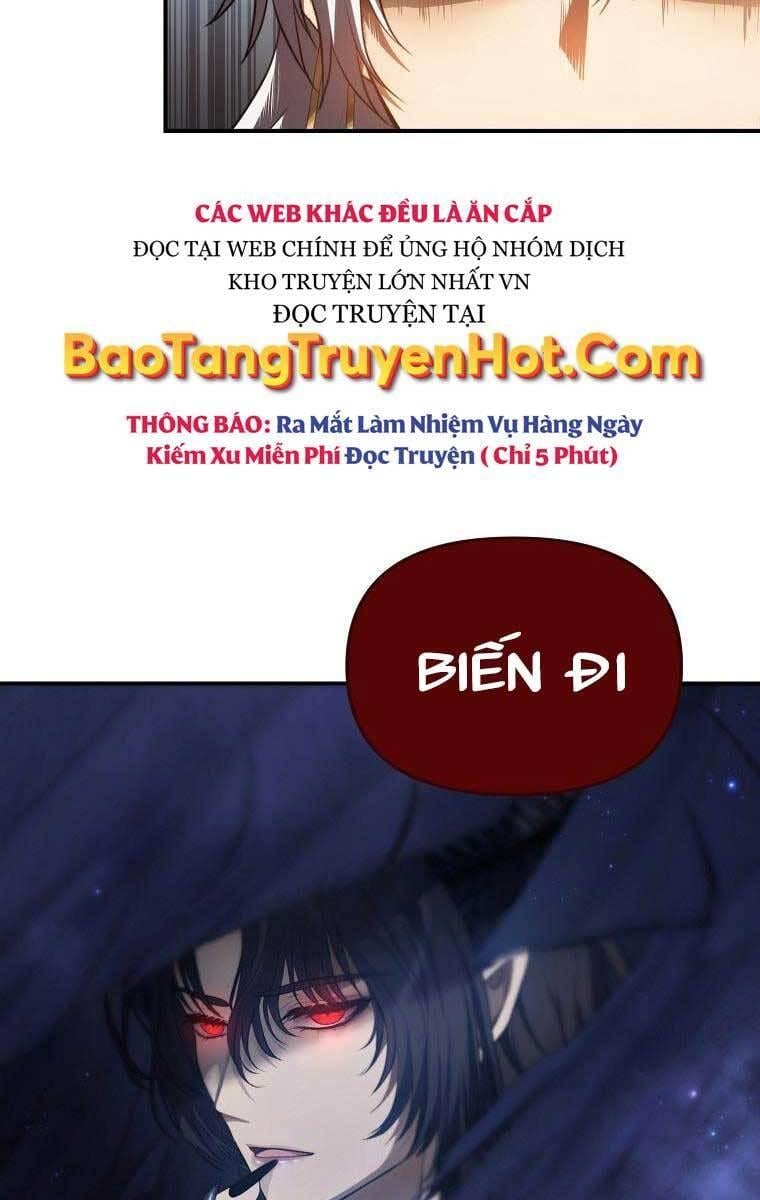 CÁC WEB KHÁC ĐỀU LÀ ĂN CẮP
ĐỌC TẠI WEB CHÍNH ĐỂ ỦNG HỘ NHÓM DỊCH
KHO TRUYỆN LỚN NHẤT VN
ĐỌC TRUYỆN TẠI
BaoTangTruyenHot.Com
THÔNG BÁO: Ra Mắt Làm Nhiệm Vụ Hàng Ngày
Kiếm Xu Miễn Phí Đọc Truyện ( Chỉ 5 Phút)
BIẾN ĐI